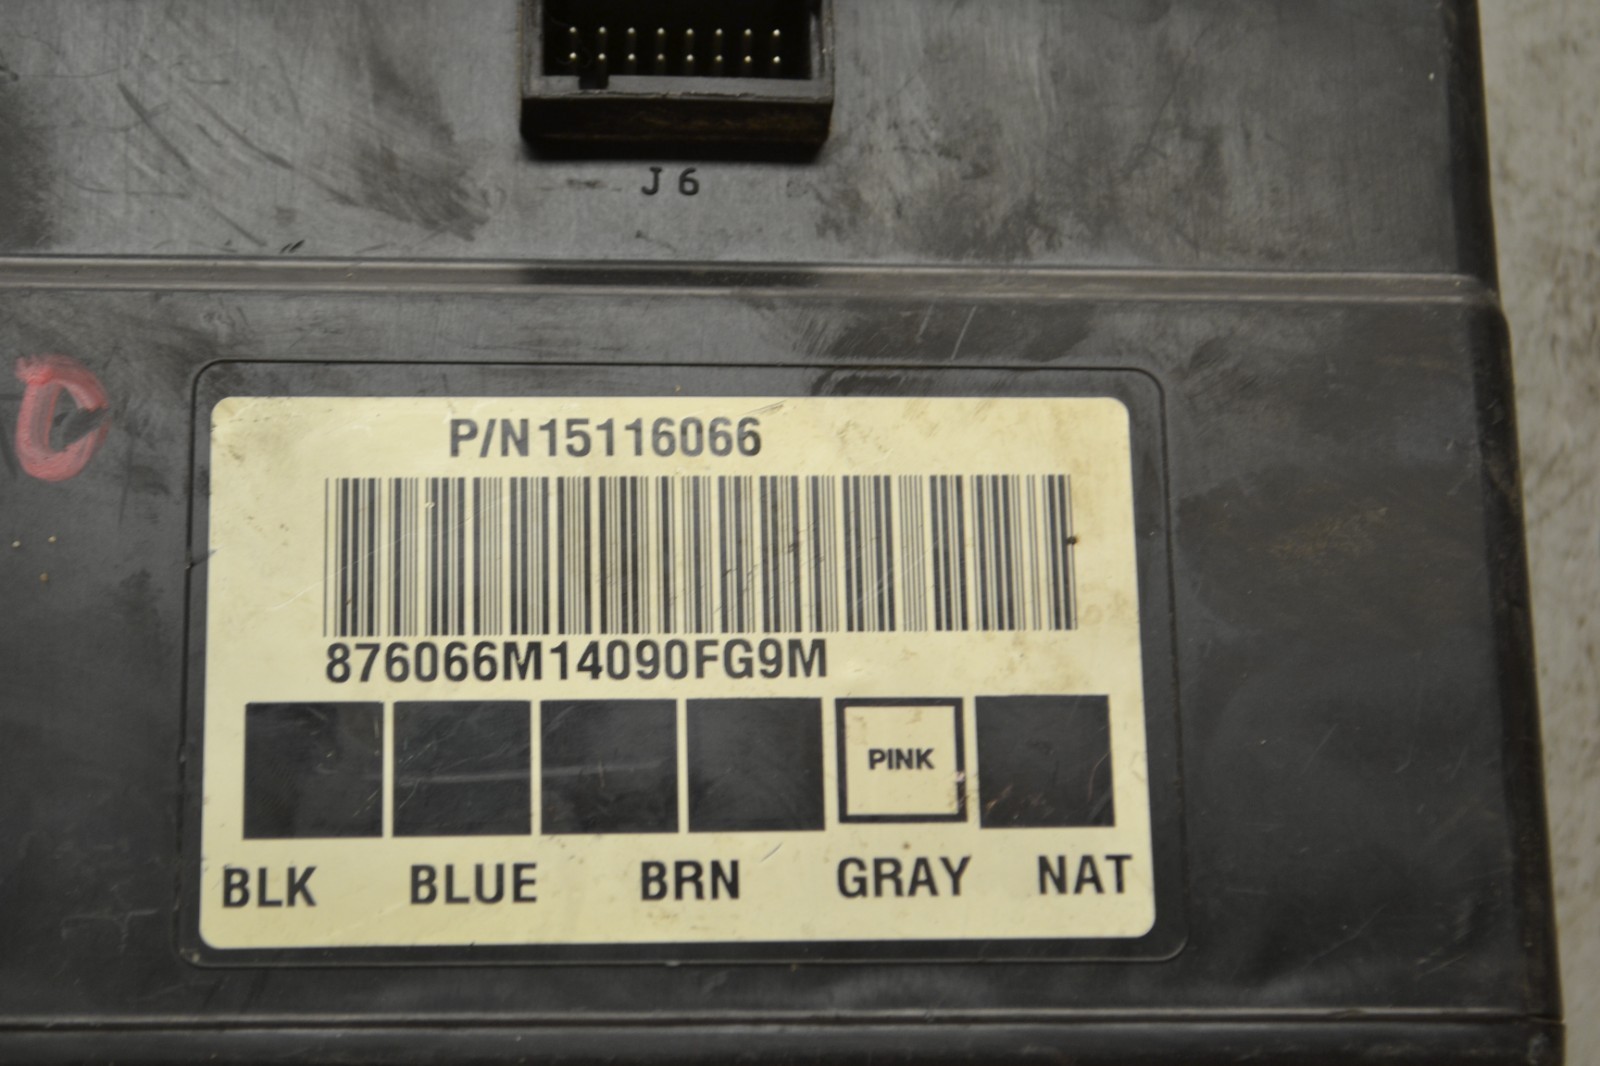 J6
C
P/N15116066
876066M14090FG9M
PINK
BLK BLUE BRN GRAY NAT